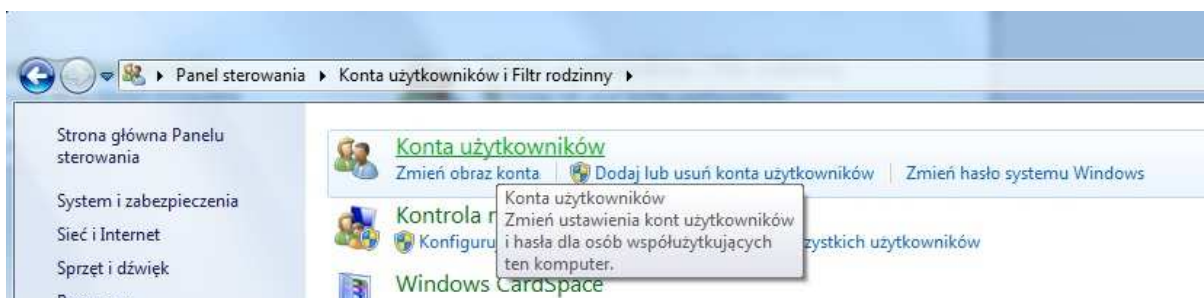 Panel sterowania ▸ Konta użytkowników i Filtr rodzinny ▸
Strona główna Panelu
sterowania
System i zabezpieczenia
Sieć i Internet
Sprzęt i dźwięk
Konta użytkowników
Zmień obraz konta Dodaj lub usuń konta użytkowników Zmień hasło systemu Windows
Kontrola
Konta użytkowników
Zmień ustawienia kont użytkowników
i hasła dla osób współużytkujących
ten komputer.
użytkowników
Windows CardSpace